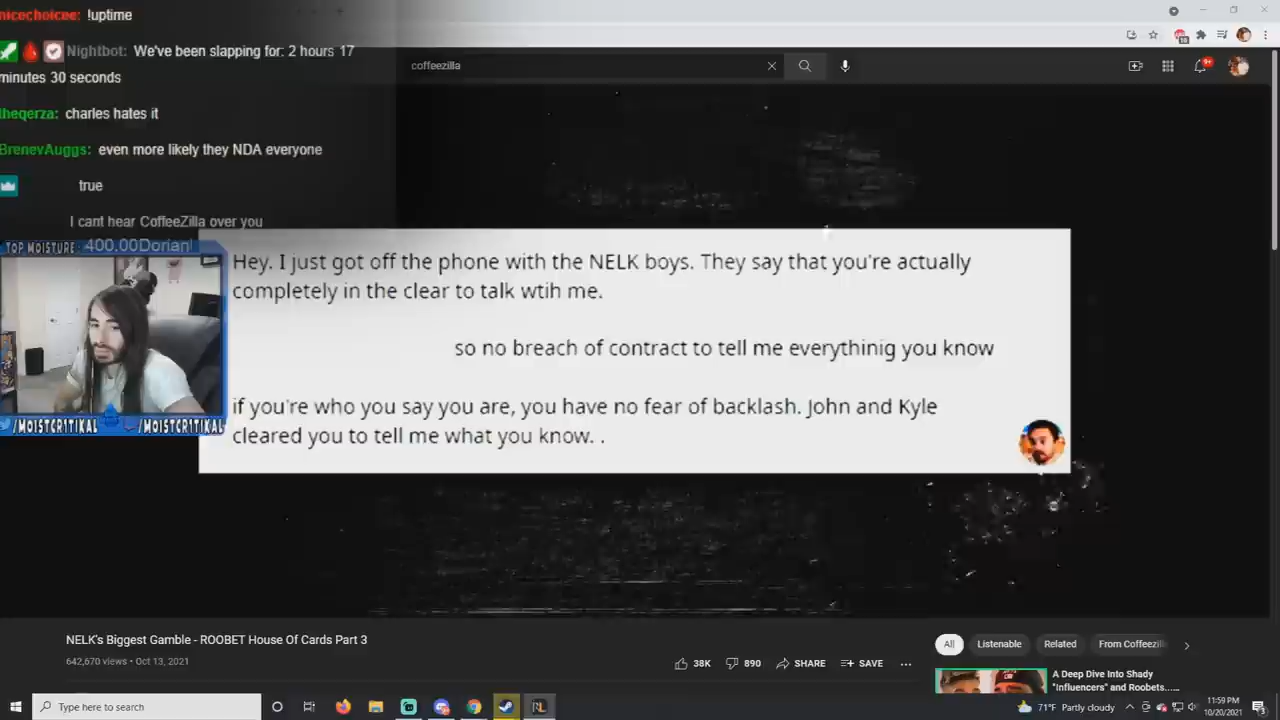 nicechoicee: !uptime
Nightbot: We've been slapping for: 2 hours 17
minutes 30 seconds
theqerza: charles hates it
BrenevAuggs: even more likely they NDA everyone
true
I cant hear CoffeeZilla over you
TOP MOISTURE - 400.00Dorian!
/MOISTCR1TIKAL
/MOISTCR1TIKAL
coffeezilla
9+
Hey. I just got off the phone with the NELK boys. They say that you're actually
completely in the clear to talk wtih me.
so no breach of contract to tell me everythinig you know
if you're who you say you are, you have no fear of backlash. John and Kyle
cleared you to tell me what you know. .
NELK's Biggest Gamble - ROOBET House Of Cards Part 3
642,670 views • Oct 13, 2021
38K
890
SHARE
SAVE
All
Listenable
Related
From Coffeezill
A Deep Dive Into Shady
"Influencers" and Roobets.....
Type here to search
71°F Partly cloudy
11:59 PM
10/20/2021